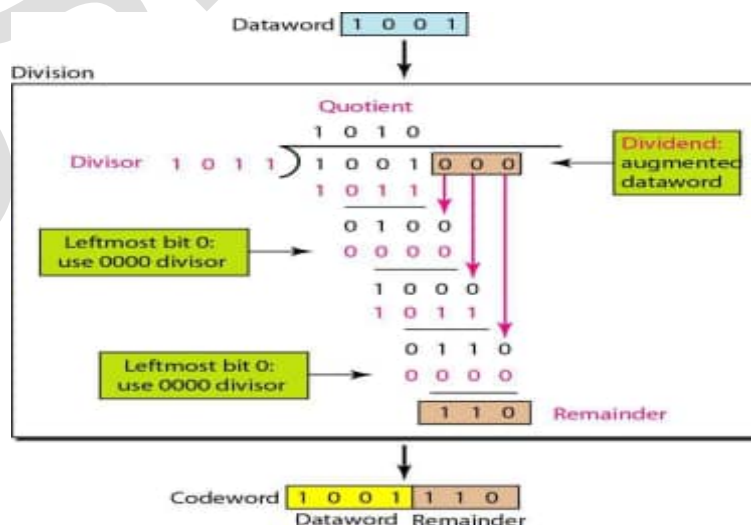 Dataword 1 0 0 1
Division
Quotient
1 0 1 0
Divisor 1 0 1 1 1 0 0 1 0 0 0
Dividend:
augmented
dataword
1 0 1 1
0 1 0 0
Leftmost bit 0:
use 0000 divisor
0 0 0 0
1 0 0 0
1 0 1 1
0 1 1 0
Leftmost bit 0:
use 0000 divisor
0 0 0 0
1 1 0 Remainder
Codeword 1 0 0 1 1 1 0
Dataword Remainder